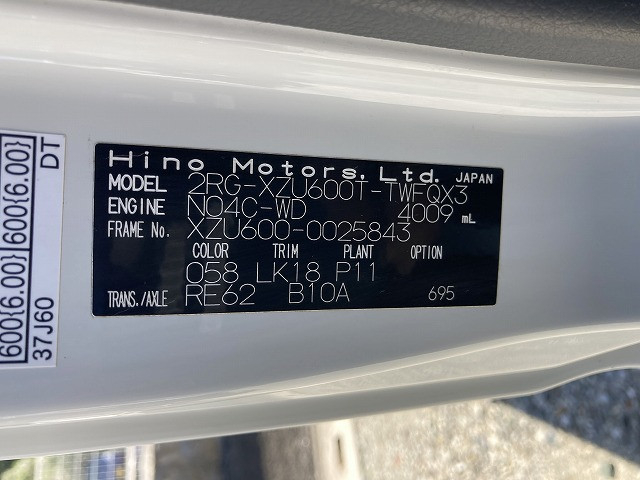 Hino Motors, Ltd. JAPAN
MODEL 2RG-XZU600T-TWFQX3
ENGINE N04C-WD 4009 mL
FRAME No. XZU600-0025843
COLOR TRIM PLANT OPTION
058 LK18 P11
TRANS./AXLE RE62 B10A 695
600{6.00} 600{6.00}
37J60 DT